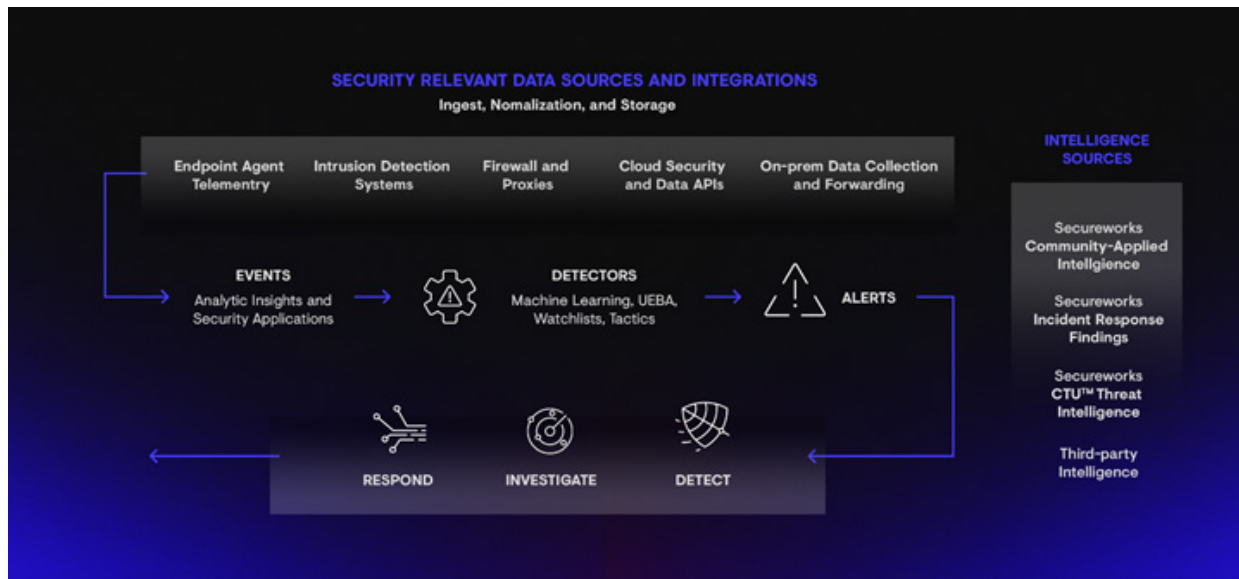 SECURITY RELEVANT DATA SOURCES AND INTEGRATIONS
Ingest, Nomalization, and Storage
Endpoint Agent
Telementry
Intrusion Detection
Systems
Firewall and
Proxies
Cloud Security
and Data APIs
On-prem Data Collection
and Forwarding
EVENTS
Analytic Insights and
Security Applications
DETECTORS
Machine Learning, UEBA,
Watchlists, Tactics
ALERTS
RESPOND
INVESTIGATE
DETECT
INTELLIGENCE
SOURCES
Secureworks
Community-Applied
Intellgience
Secureworks
Incident Response
Findings
Secureworks
CTU™ Threat
Intelligence
Third-party
Intelligence